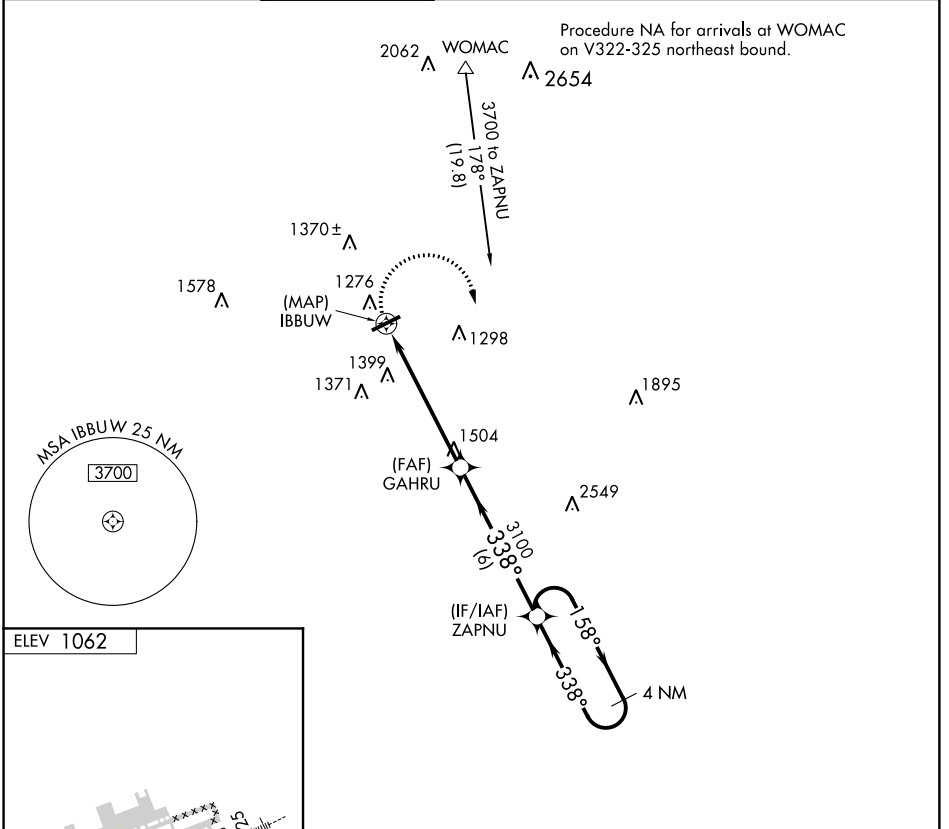 Procedure NA for arrivals at WOMAC
on V322-325 northeast bound.
2062
WOMAC
2654
3700 to ZAPNU
178°
(19.8)
1370±
1578
1276
(MAP)
IBBUW
1298
1399
1371
1895
1504
(FAF)
GAHRU
MSA IBBUW 25 NM
3700
2549
3100
338°
(6)
(IF/IAF)
ZAPNU
158°
338°
4 NM
ELEV 1062
25